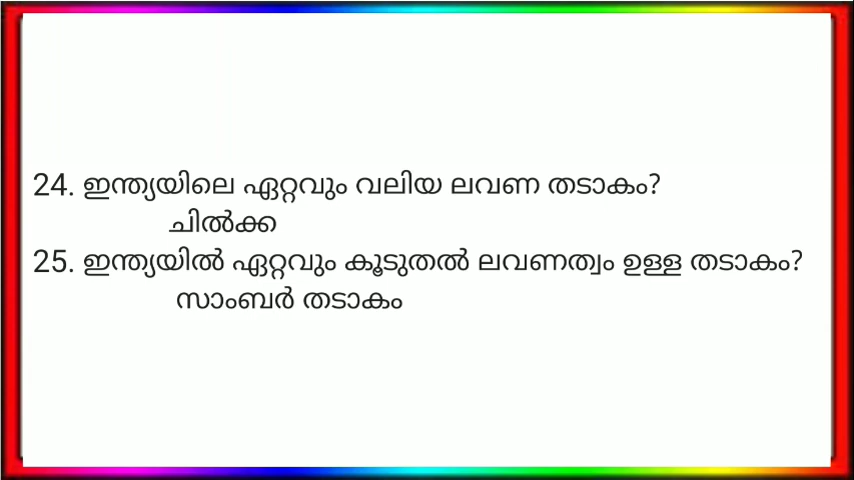 24. ഇന്ത്യയിലെ ഏറ്റവും വലിയ ലവണ തടാകം?
ചിൽക്ക
25. ഇന്ത്യയിൽ ഏറ്റവും കൂടുതൽ ലവണത്വം ഉള്ള തടാകം?
സാംബർ തടാകം